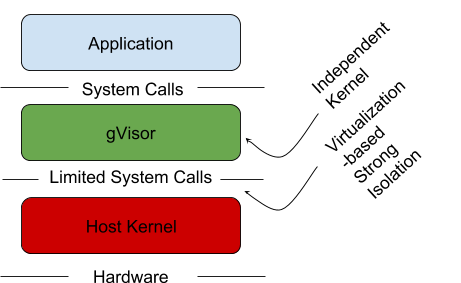 Application
System Calls
gVisor
Limited System Calls
Host Kernel
Hardware
Independent
Kernel
Virtualization
-based
Strong
Isolation